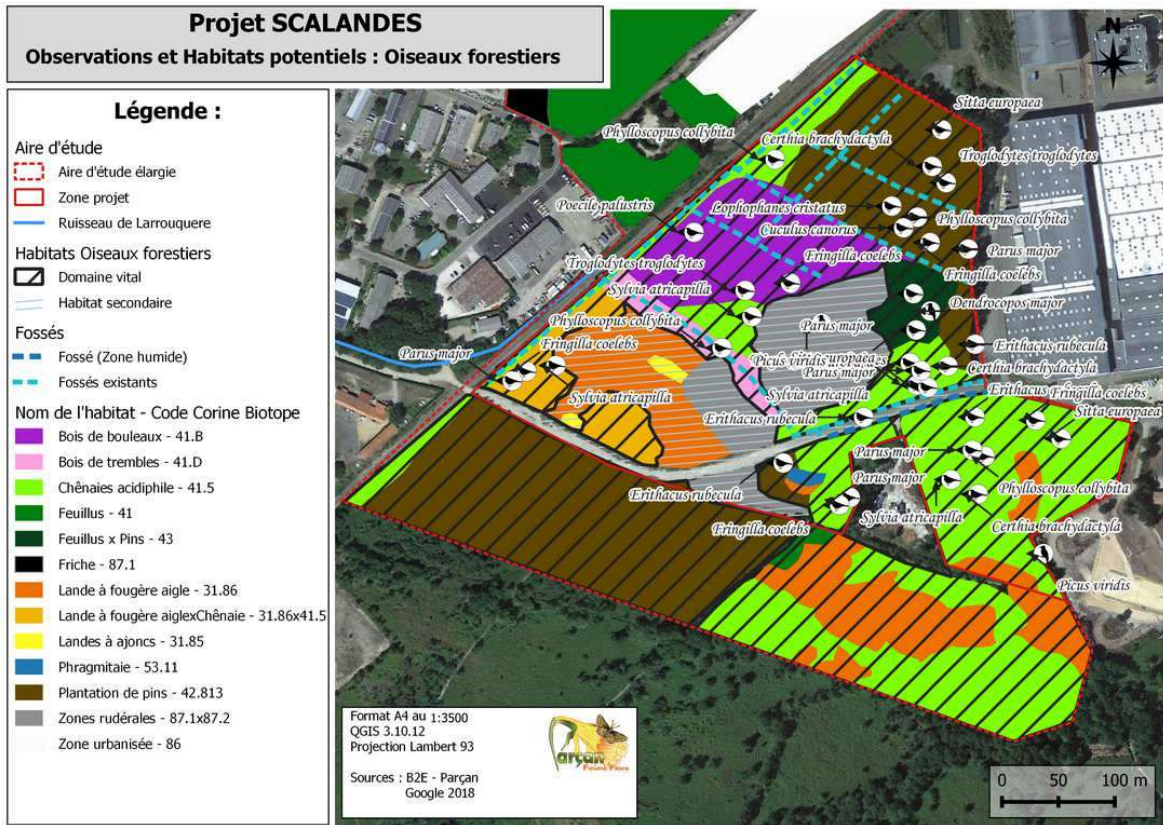 Projet SCALANDES
Observations et Habitats potentiels : Oiseaux forestiers
Légende :
Aire d'étude
Aire d'étude élargie
Zone projet
Ruisseau de Larrouquere
Habitats Oiseaux forestiers
Domaine vital
Habitat secondaire
Fossés
Fossé (Zone humide)
Fossés existants
Nom de l'habitat - Code Corine Biotope
Bois de bouleaux - 41.B
Bois de trembles - 41.D
Chênaies acidiphile - 41.5
Feuillus - 41
Feuillus x Pins - 43
Friche - 87.1
Lande à fougère aigle - 31.86
Lande à fougère aiglexChênaie - 31.86x41.5
Landes à ajoncs - 31.85
Phragmitaie - 53.11
Plantation de pins - 42.813
Zones rudérales - 87.1x87.2
Zone urbanisée - 86
N
Sitta europaea
Phylloscopus collybita
Certhia brachydactyla
Troglodytes troglodytes
Poecile palustris
Lophophanes cristatus
Phylloscopus collybita
Cuculus canorus
Parus major
Fringilla coelebs
Troglodytes troglodytes
Fringilla coelebs
Sylvia atricapilla
Dendrocopos major
Phylloscopus collybita
Parus major
Erithacus rubecula
Parus major
Fringilla coelebs
Picus viridis
europaea
Parus major
Certhia brachydactyla
Sylvia atricapilla
Sylvia atricapilla
Erithacus
Fringilla coelebs
Erithacus rubecula
Sitta europaea
Parus major
Erithacus rubecula
Parus major
Phylloscopus collybita
Fringilla coelebs
Sylvia atricapilla
Certhia brachydactyla
Picus viridis
Format A4 au 1:3500
QGIS 3.10.12
Projection Lambert 93
Sources : B2E - Parçan
Google 2018
Parçan
Faune Flore
0 50 100 m